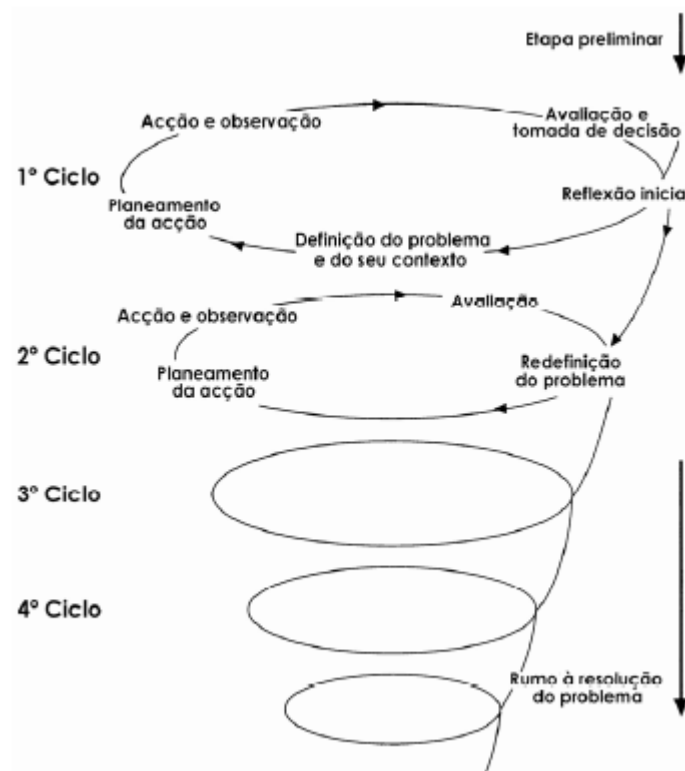 Etapa preliminar
Acção e observação
Avaliação e
tomada de decisão
1º Ciclo
Planeamento
da acção
Reflexão inicia
Definição do problema
e do seu contexto
Acção e observação
Avaliação
2º Ciclo
Planeamento
da acção
Redefinição
do problema
3º Ciclo
4º Ciclo
Rumo à resolução
do problema